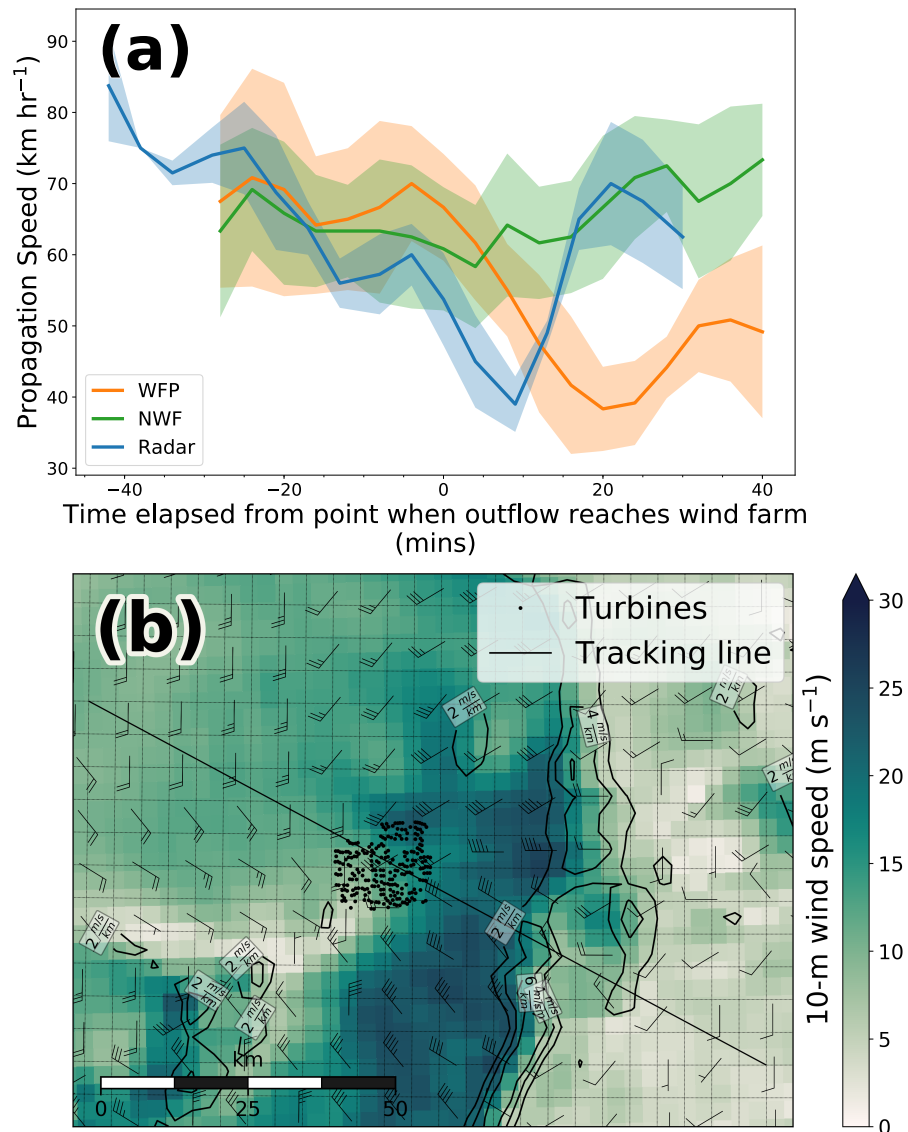 (a)
Propagation Speed (km hr⁻¹)
90
80
70
60
50
40
30
WFP
NWF
Radar
−40
−20
0
20
40
Time elapsed from point when outflow reaches wind farm
(mins)
(b)
Turbines
Tracking line
2 m/s/km
4 m/s/km
2 m/s/km
2 m/s/km
2 m/s/km
2 m/s/km
2 m/s/km
2 m/s/km
2 m/s/km
6 m/s/km
km
0
25
50
10-m wind speed (m s⁻¹)
30
25
20
15
10
5
0